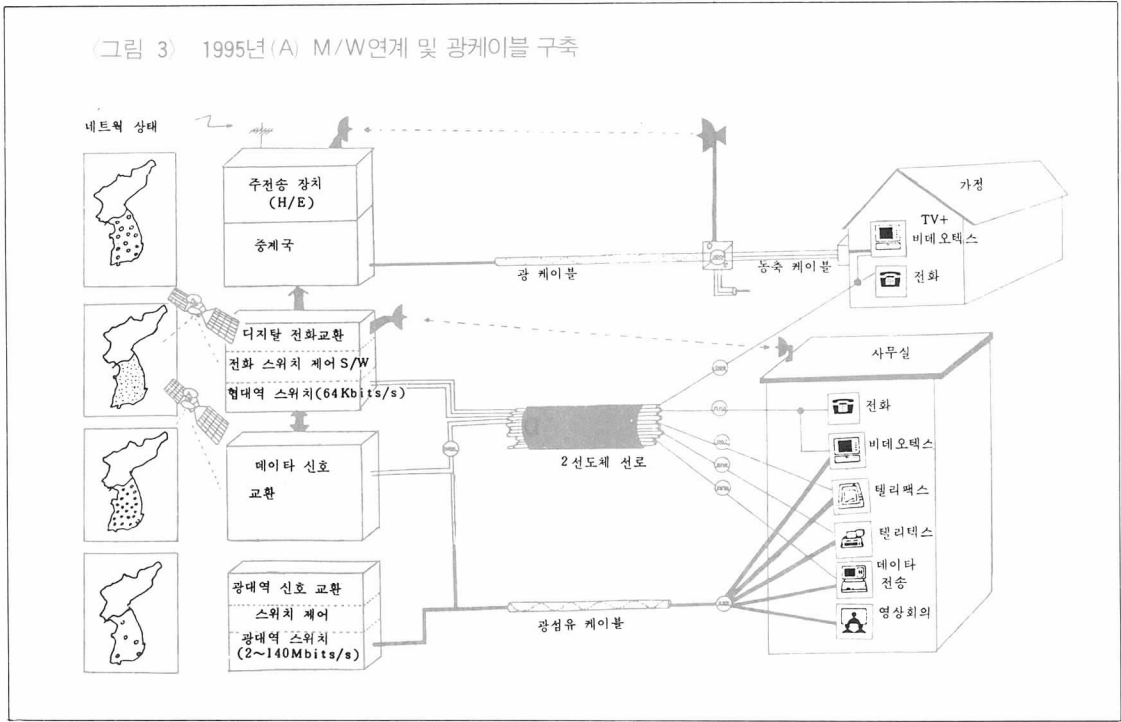 〈그림 3〉 1995년(A) M/W연계 및 광케이블 구축
네트웍 상태
주전송 장치
(H/E)
중계국
광 케이블
동축 케이블
가정
TV+
비데오텍스
전화
디지탈 전화교환
전화 스위치 제어 S/W
협대역 스위치(64Kbits/s)
데이타 신호
교환
2선도체 선로
사무실
전화
비데오텍스
텔리팩스
텔리텍스
데이타
전송
영상회의
광대역 신호 교환
스위치 제어
광대역 스위치
(2~140Mbits/s)
광섬유 케이블